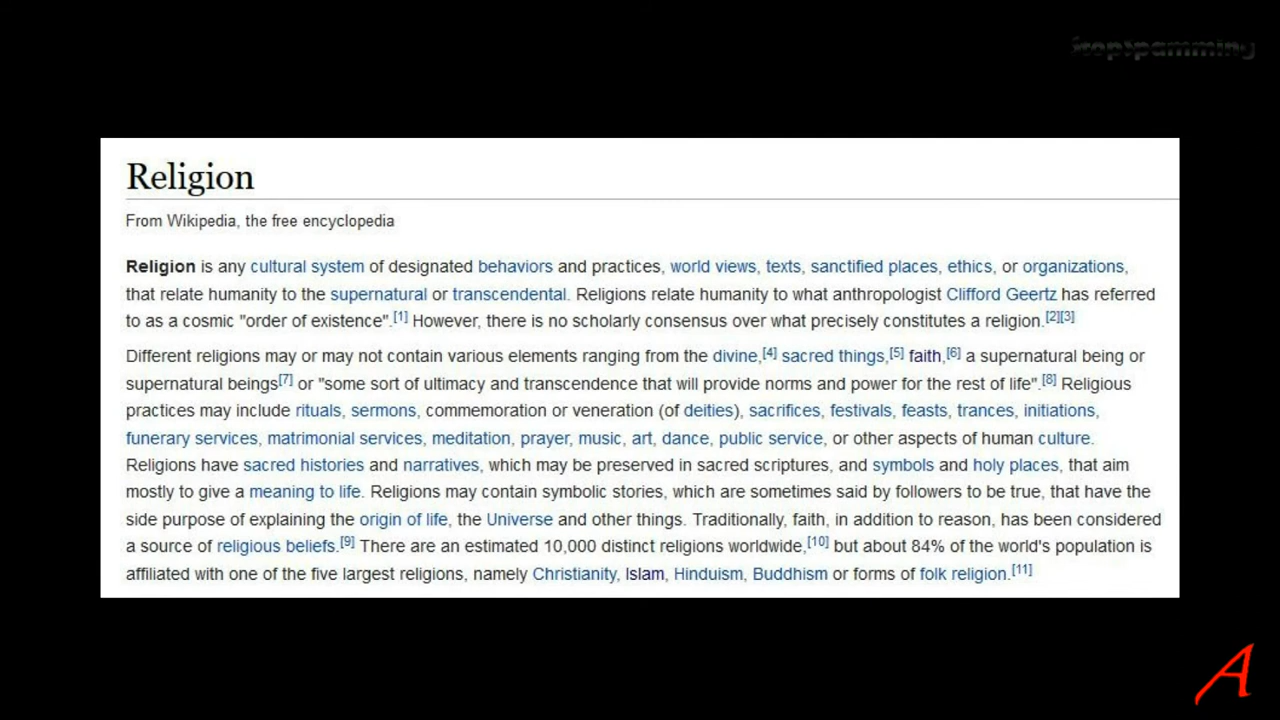 StopSpamming
Religion
From Wikipedia, the free encyclopedia
Religion is any cultural system of designated behaviors and practices, world views, texts, sanctified places, ethics, or organizations,
that relate humanity to the supernatural or transcendental. Religions relate humanity to what anthropologist Clifford Geertz has referred
to as a cosmic "order of existence".[1] However, there is no scholarly consensus over what precisely constitutes a religion.[2][3]
Different religions may or may not contain various elements ranging from the divine,[4] sacred things,[5] faith,[6] a supernatural being or
supernatural beings[7] or "some sort of ultimacy and transcendence that will provide norms and power for the rest of life".[8] Religious
practices may include rituals, sermons, commemoration or veneration (of deities), sacrifices, festivals, feasts, trances, initiations,
funerary services, matrimonial services, meditation, prayer, music, art, dance, public service, or other aspects of human culture.
Religions have sacred histories and narratives, which may be preserved in sacred scriptures, and symbols and holy places, that aim
mostly to give a meaning to life. Religions may contain symbolic stories, which are sometimes said by followers to be true, that have the
side purpose of explaining the origin of life, the Universe and other things. Traditionally, faith, in addition to reason, has been considered
a source of religious beliefs.[9] There are an estimated 10,000 distinct religions worldwide,[10] but about 84% of the world's population is
affiliated with one of the five largest religions, namely Christianity, Islam, Hinduism, Buddhism or forms of folk religion.[11]
A